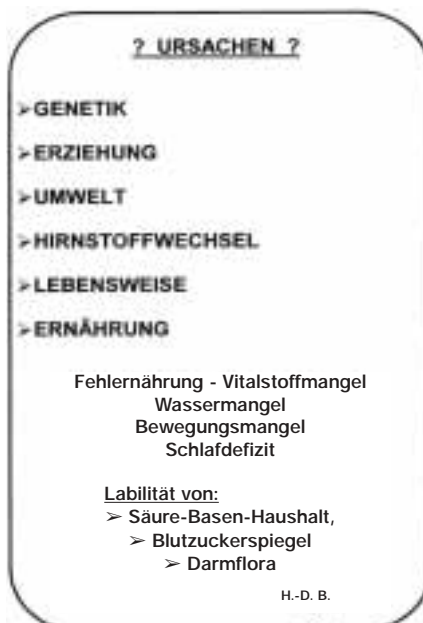 ? URSACHEN ?
➢GENETIK
➢ERZIEHUNG
➢UMWELT
➢HIRNSTOFFWECHSEL
➢LEBENSWEISE
➢ERNÄHRUNG
Fehlernährung - Vitalstoffmangel
Wassermangel
Bewegungsmangel
Schlafdefizit
Labilität von:
➢ Säure-Basen-Haushalt,
➢ Blutzuckerspiegel
➢ Darmflora
H.-D. B.